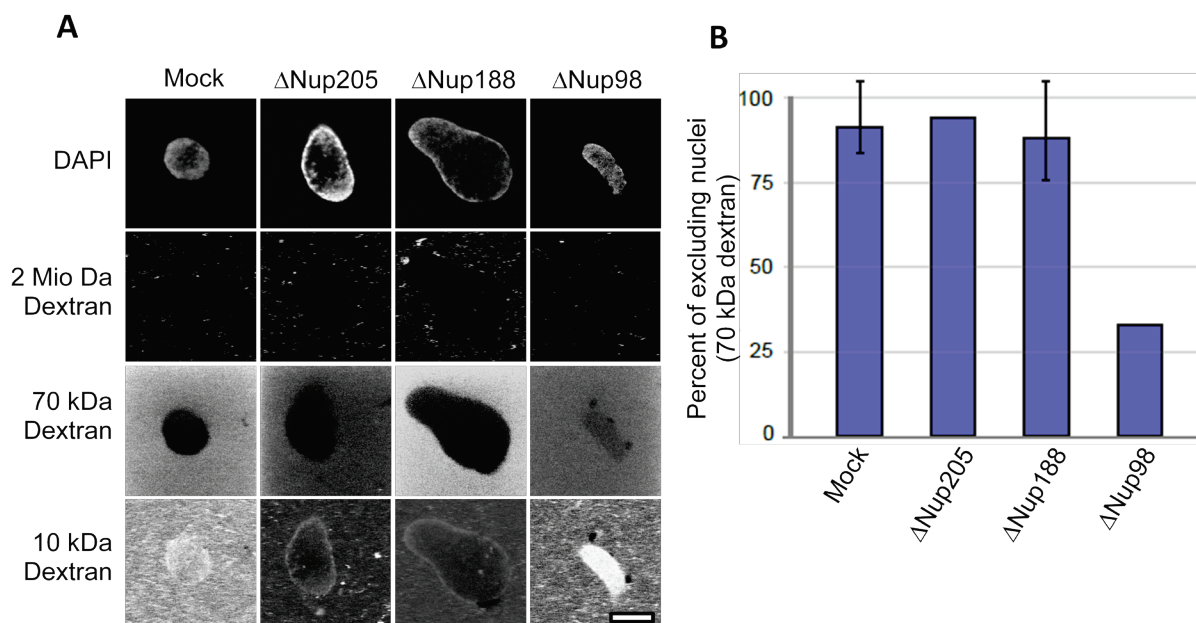 A
Mock
ΔNup205
ΔNup188
ΔNup98
DAPI
2 Mio Da
Dextran
70 kDa
Dextran
10 kDa
Dextran
B
Percent of excluding nuclei
(70 kDa dextran)
100
75
50
25
0
Mock
ΔNup205
ΔNup188
ΔNup98